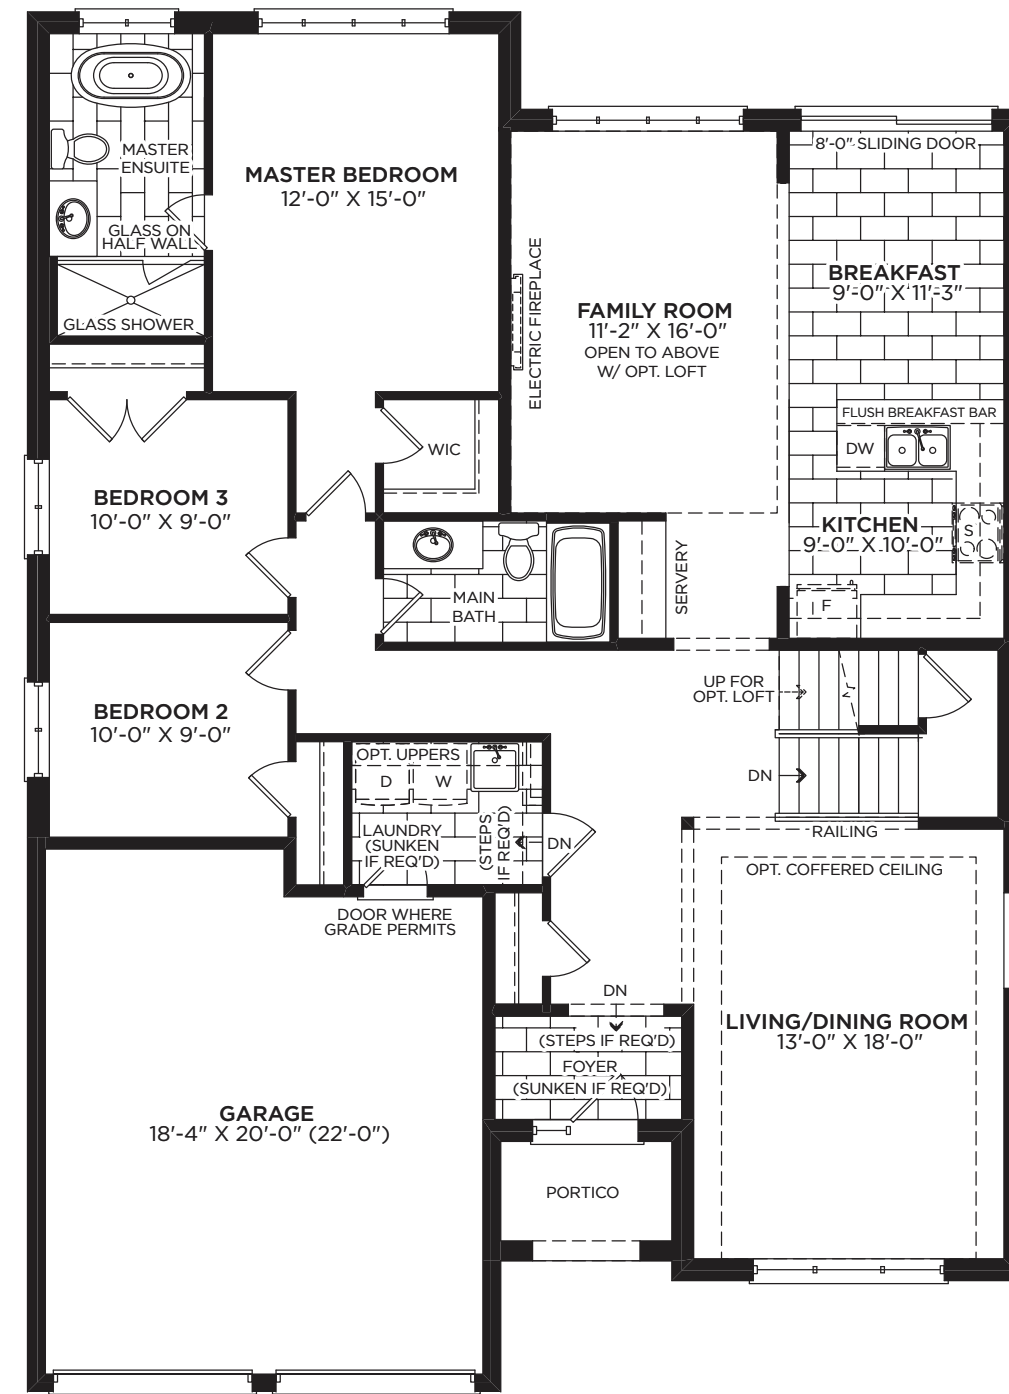 MASTER
ENSUITE
GLASS ON
HALF WALL
GLASS SHOWER
MASTER BEDROOM
12'-0" X 15'-0"
8'-0" SLIDING DOOR
ELECTRIC FIREPLACE
FAMILY ROOM
11'-2" X 16'-0"
OPEN TO ABOVE
W/ OPT. LOFT
BREAKFAST
9'-0" X 11'-3"
FLUSH BREAKFAST BAR
DW
WIC
BEDROOM 3
10'-0" X 9'-0"
KITCHEN
9'-0" X 10'-0"
S
F
SERVERY
MAIN
BATH
BEDROOM 2
10'-0" X 9'-0"
UP FOR
OPT. LOFT
DN
RAILING
OPT. UPPERS
D
W
LAUNDRY
(SUNKEN
IF REQ'D)
(STEPS
IF REQ'D)
DN
DOOR WHERE
GRADE PERMITS
OPT. COFFERED CEILING
DN
(STEPS IF REQ'D)
FOYER
(SUNKEN IF REQ'D)
LIVING/DINING ROOM
13'-0" X 18'-0"
GARAGE
18'-4" X 20'-0" (22'-0")
PORTICO